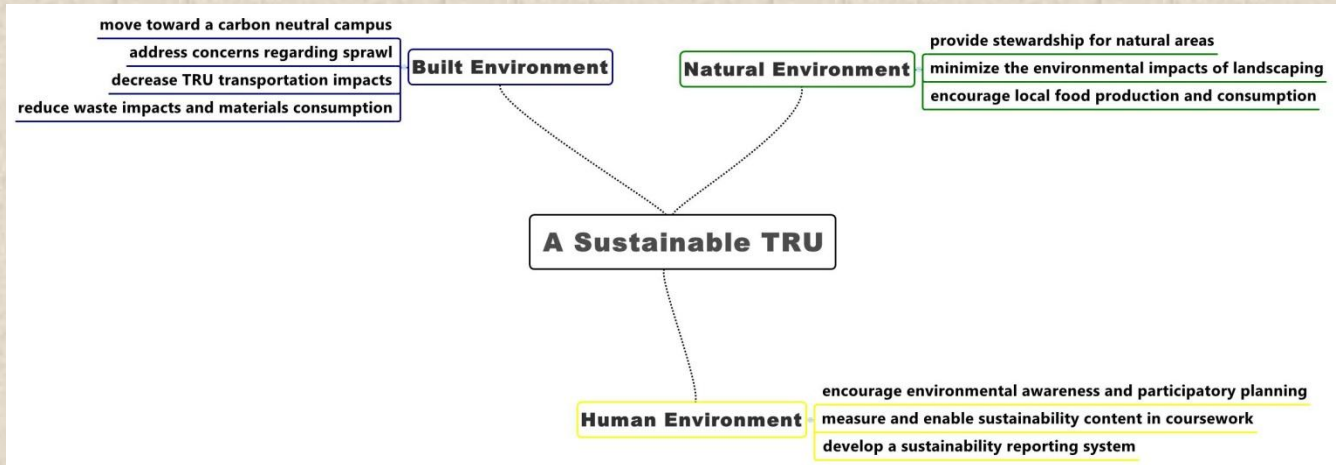 move toward a carbon neutral campus
address concerns regarding sprawl
decrease TRU transportation impacts
reduce waste impacts and materials consumption
Built Environment
Natural Environment
provide stewardship for natural areas
minimize the environmental impacts of landscaping
encourage local food production and consumption
A Sustainable TRU
Human Environment
encourage environmental awareness and participatory planning
measure and enable sustainability content in coursework
develop a sustainability reporting system